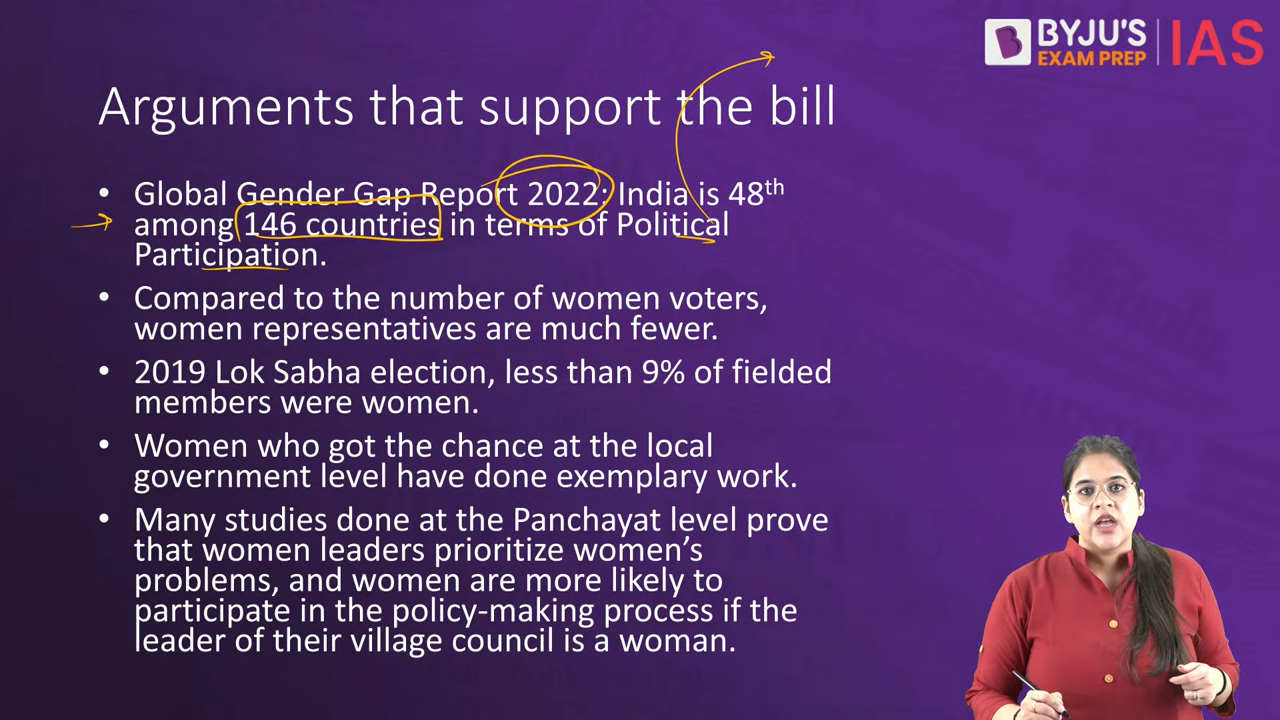 BYJU'S
EXAM PREP
IAS
Arguments that support the bill
• Global Gender Gap Report 2022: India is 48th
among 146 countries in terms of Political
Participation.
• Compared to the number of women voters,
women representatives are much fewer.
• 2019 Lok Sabha election, less than 9% of fielded
members were women.
• Women who got the chance at the local
government level have done exemplary work.
• Many studies done at the Panchayat level prove
that women leaders prioritize women's
problems, and women are more likely to
participate in the policy-making process if the
leader of their village council is a woman.